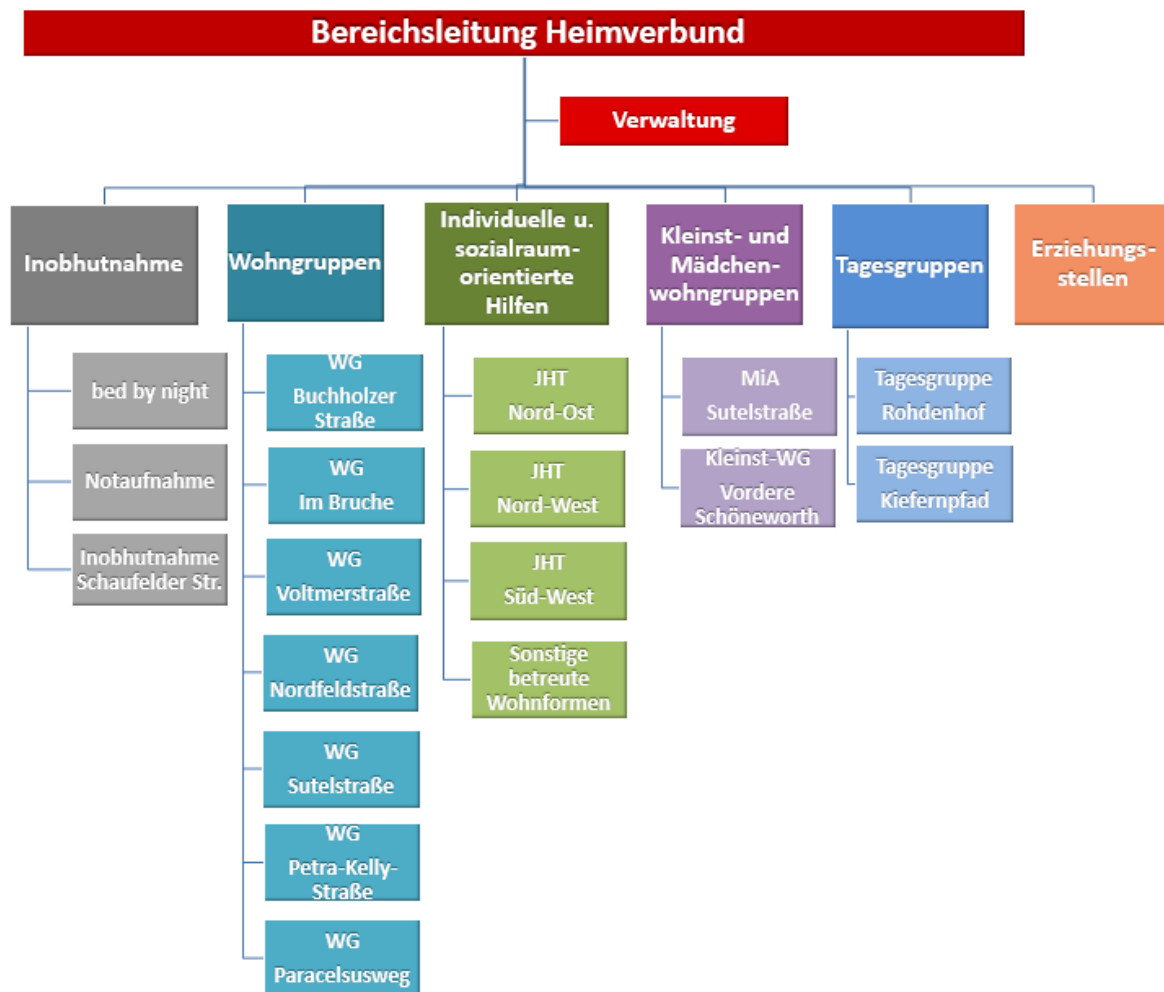 Bereichsleitung Heimverbund
Verwaltung
Inobhutnahme
bed by night
Notaufnahme
Inobhutnahme
Schaufelder Str.
Wohngruppen
WG
Buchholzer
Straße
WG
Im Bruche
WG
Voltmerstraße
WG
Nordfeldstraße
WG
Sutelstraße
WG
Petra-Kelly-
Straße
WG
Paracelsusweg
Individuelle u.
sozialraum-
orientierte
Hilfen
JHT
Nord-Ost
JHT
Nord-West
JHT
Süd-West
Sonstige
betreute
Wohnformen
Kleinst- und
Mädchen-
wohngruppen
MiA
Sutelstraße
Kleinst-WG
Vordere
Schöneworth
Tagesgruppen
Tagesgruppe
Rohdenhof
Tagesgruppe
Kiefernpfad
Erziehungs-
stellen